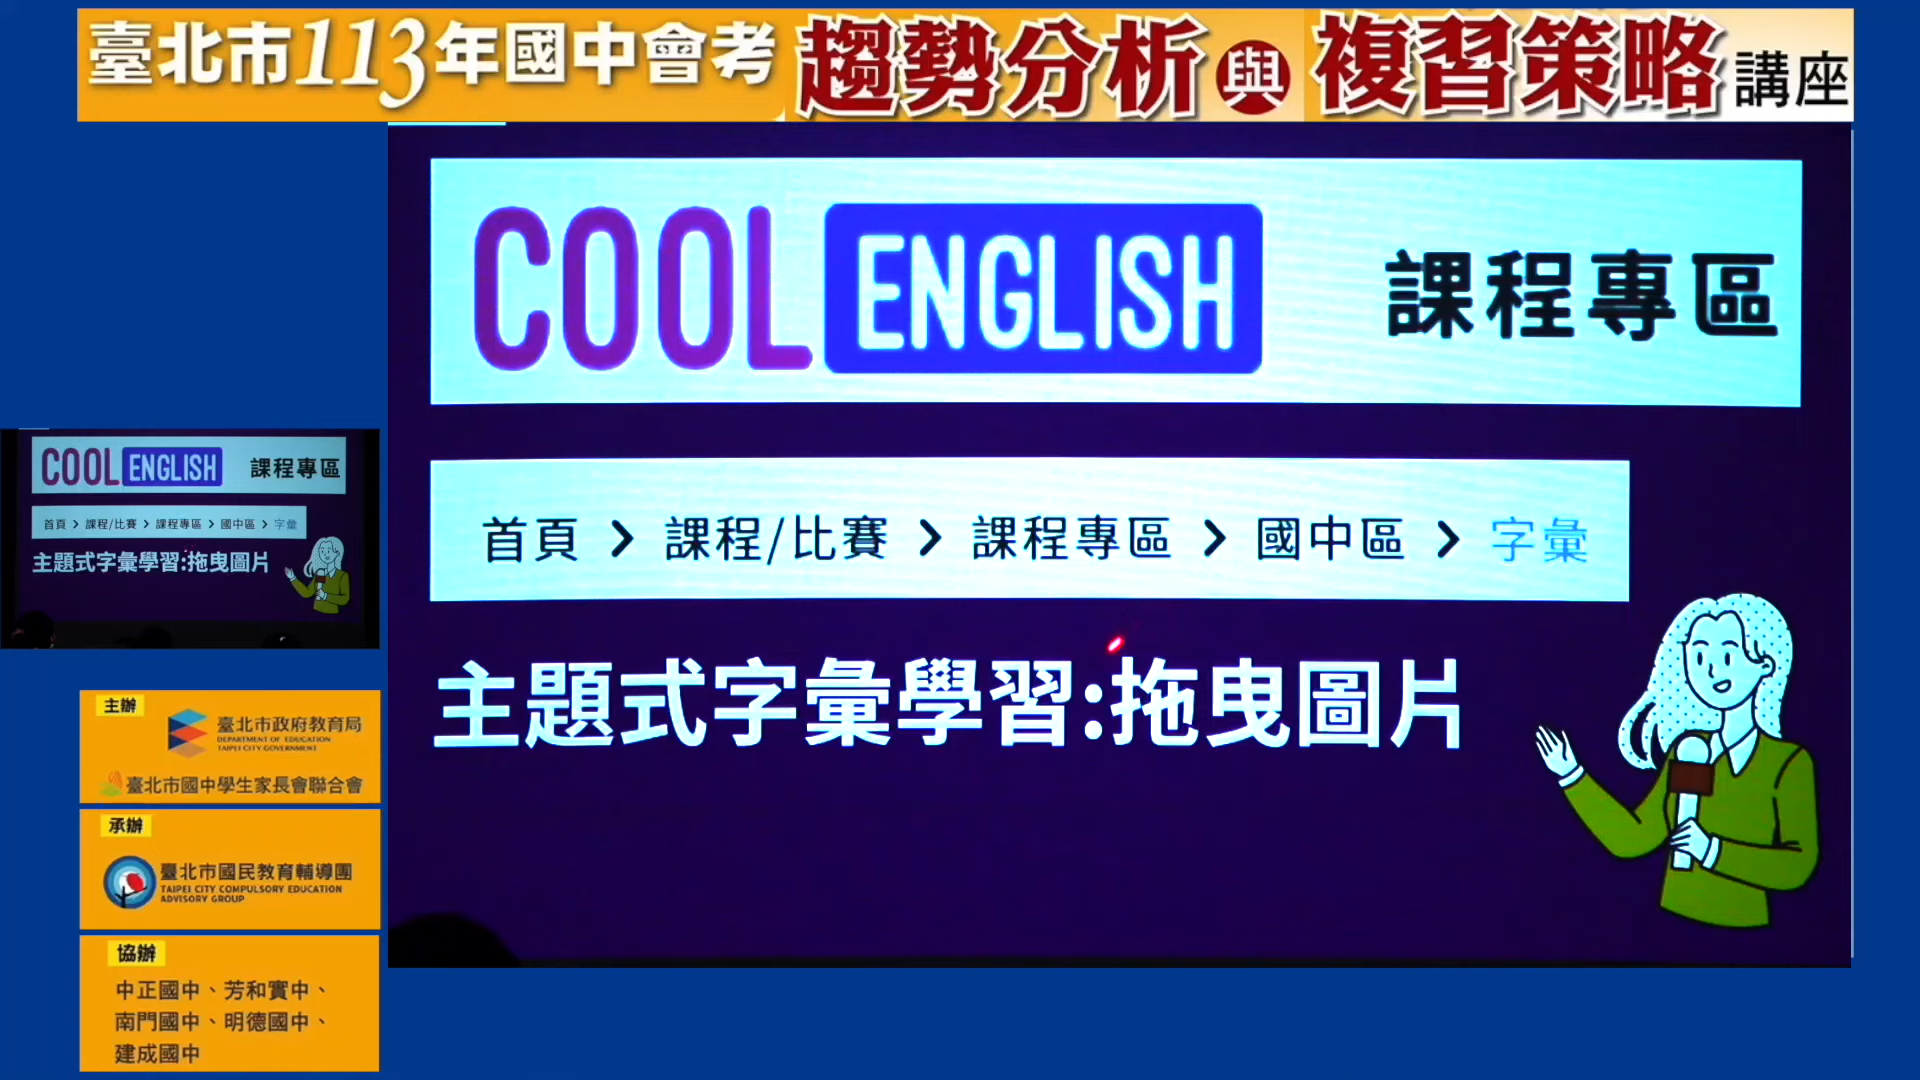 臺北市113年國中會考 趨勢分析與複習策略講座
COOL ENGLISH 課程專區
首頁 > 課程/比賽 > 課程專區 > 國中區 > 字彙
主題式字彙學習:拖曳圖片
COOL ENGLISH 課程專區
首頁 > 課程/比賽 > 課程專區 > 國中區 > 字彙
主題式字彙學習:拖曳圖片
主辦
臺北市政府教育局
DEPARTMENT OF EDUCATION
TAIPEI CITY GOVERNMENT
臺北市國中學生家長會聯合會
承辦
臺北市國民教育輔導團
TAIPEI CITY COMPULSORY EDUCATION
ADVISORY GROUP
協辦
中正國中、芳和實中、
南門國中、明德國中、
建成國中